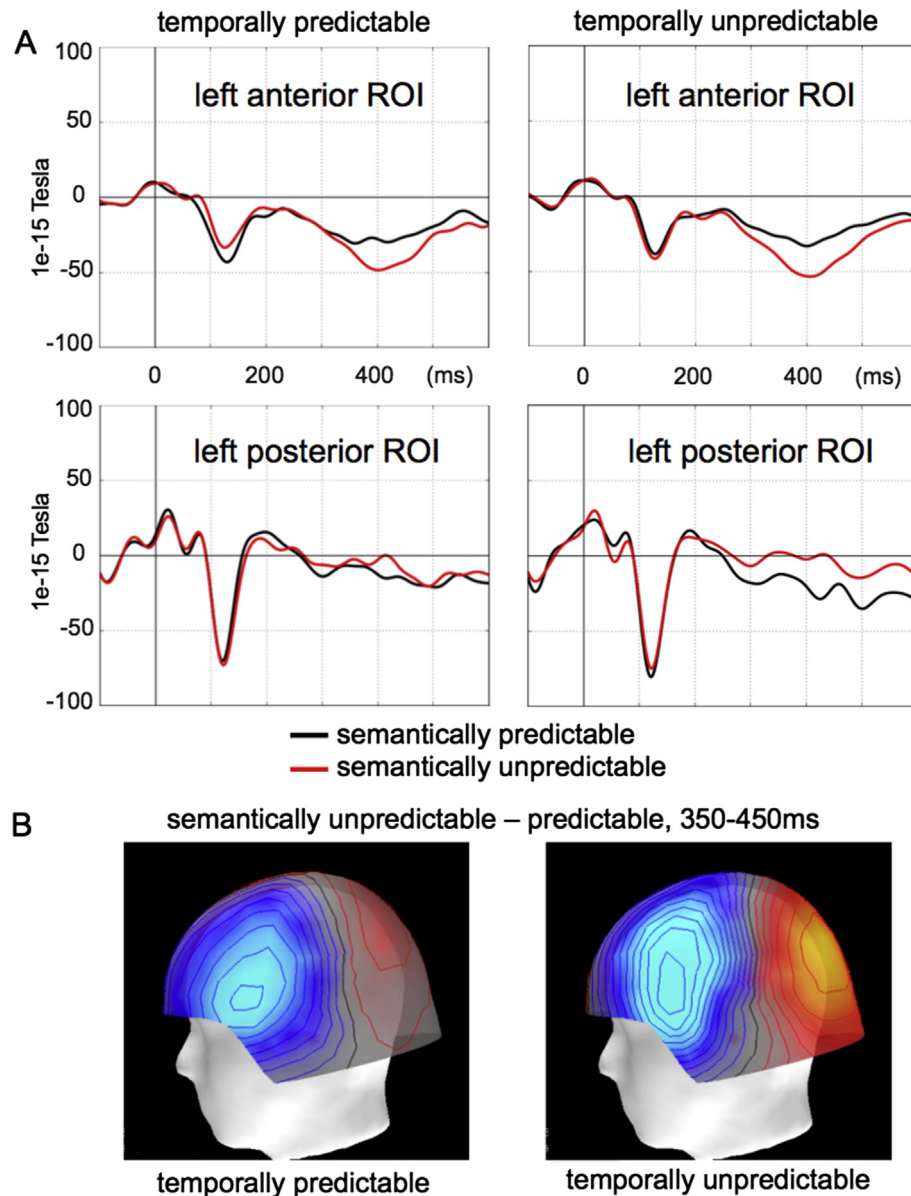 A
temporally predictable
temporally unpredictable
100
50
0
-50
-100
1e-15 Tesla
left anterior ROI
left anterior ROI
0 200 400 (ms)
0 200 400 (ms)
100
50
0
-50
-100
1e-15 Tesla
left posterior ROI
left posterior ROI
semantically predictable
semantically unpredictable
B
semantically unpredictable – predictable, 350-450ms
temporally predictable
temporally unpredictable